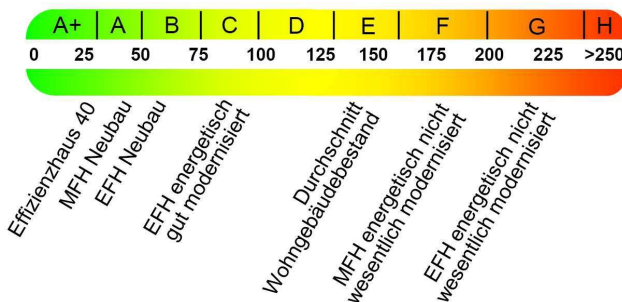 A+ A B C D E F G H
0 25 50 75 100 125 150 175 200 225 >250
Effizienzhaus 40
MFH Neubau
EFH Neubau
EFH energetisch
gut modernisiert
Durchschnitt
Wohngebäudebestand
MFH energetisch nicht
wesentlich modernisiert
EFH energetisch nicht
wesentlich modernisiert